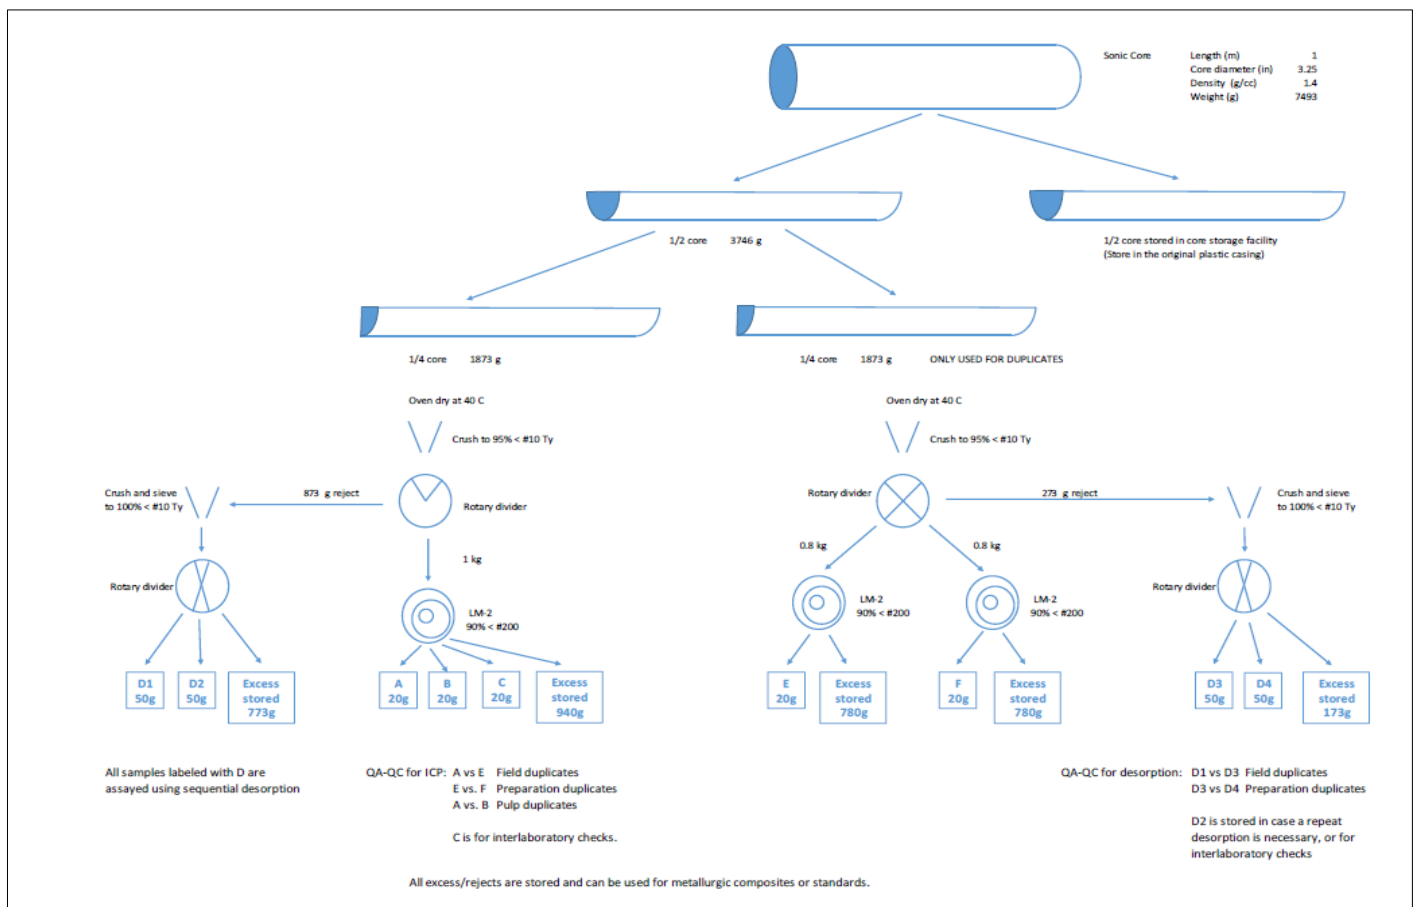 Sonic Core Length (m) 1
Core diameter (in) 3.25
Density (g/cc) 1.4
Weight (g) 7493
1/2 core 3746 g
1/2 core stored in core storage facility
(Store in the original plastic casing)
1/4 core 1873 g
1/4 core 1873 g ONLY USED FOR DUPLICATES
Oven dry at 40 C
Oven dry at 40 C
Crush to 95% < #10 Ty
Crush to 95% < #10 Ty
Crush and sieve
to 100% < #10 Ty
873 g reject
Rotary divider
Rotary divider
273 g reject
Crush and sieve
to 100% < #10 Ty
1 kg
0.8 kg
0.8 kg
Rotary divider
LM-2
90% < #200
LM-2
90% < #200
LM-2
90% < #200
Rotary divider
D1
50g
D2
50g
Excess
stored
773g
A
20g
B
20g
C
20g
Excess
stored
940g
E
20g
Excess
stored
780g
F
20g
Excess
stored
780g
D3
50g
D4
50g
Excess
stored
173g
All samples labeled with D are
assayed using sequential desorption
QA-QC for ICP: A vs E Field duplicates
E vs. F Preparation duplicates
A vs. B Pulp duplicates
C is for interlaboratory checks.
QA-QC for desorption: D1 vs D3 Field duplicates
D3 vs D4 Preparation duplicates
D2 is stored in case a repeat
desorption is necessary, or for
interlaboratory checks
All excess/rejects are stored and can be used for metallurgic composites or standards.